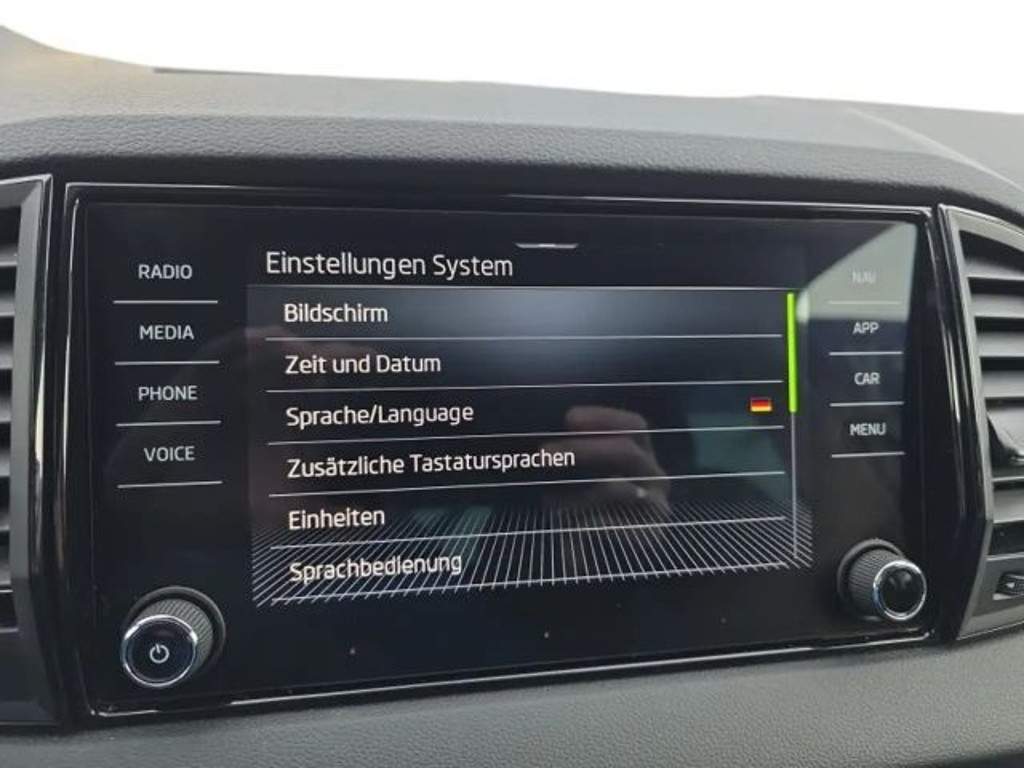 Einstellungen System
RADIO
MEDIA
PHONE
VOICE
Bildschirm
Zeit und Datum
Sprache/Language
Zusätzliche Tastatursprachen
Einheiten
Sprachbedienung
NAV
APP
CAR
MENU